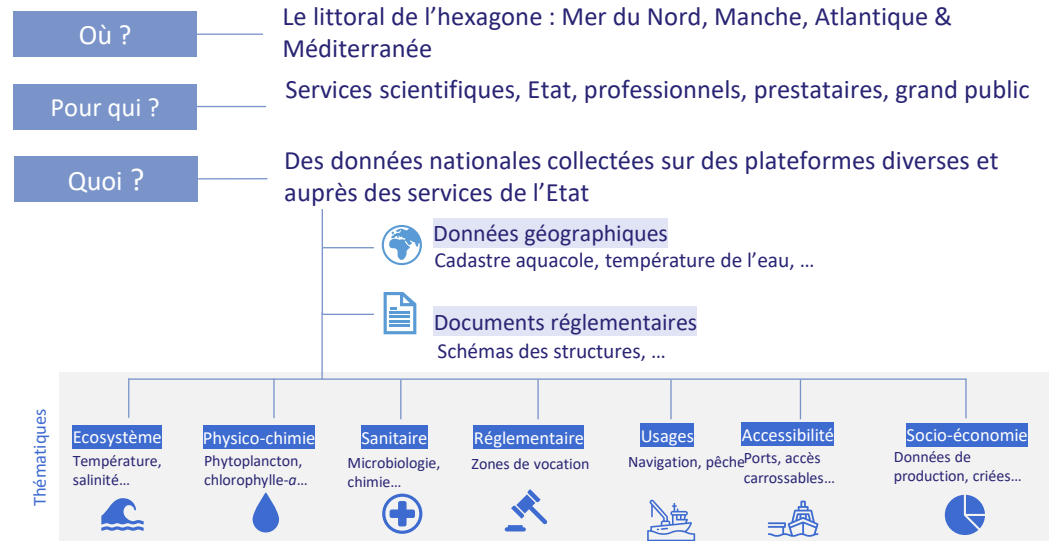 Où ?
Le littoral de l’hexagone : Mer du Nord, Manche, Atlantique &
Méditerranée
Pour qui ?
Services scientifiques, Etat, professionnels, prestataires, grand public
Quoi ?
Des données nationales collectées sur des plateformes diverses et
auprès des services de l’Etat
Données géographiques
Cadastre aquacole, température de l’eau, …
Documents réglementaires
Schémas des structures, …
Thématiques
Ecosystème
Température,
salinité…
Physico-chimie
Phytoplancton,
chlorophylle-a…
Sanitaire
Microbiologie,
chimie…
Réglementaire
Zones de vocation
Usages
Navigation, pêche
Accessibilité
Ports, accès
carrossables…
Socio-économie
Données de
production, criées…